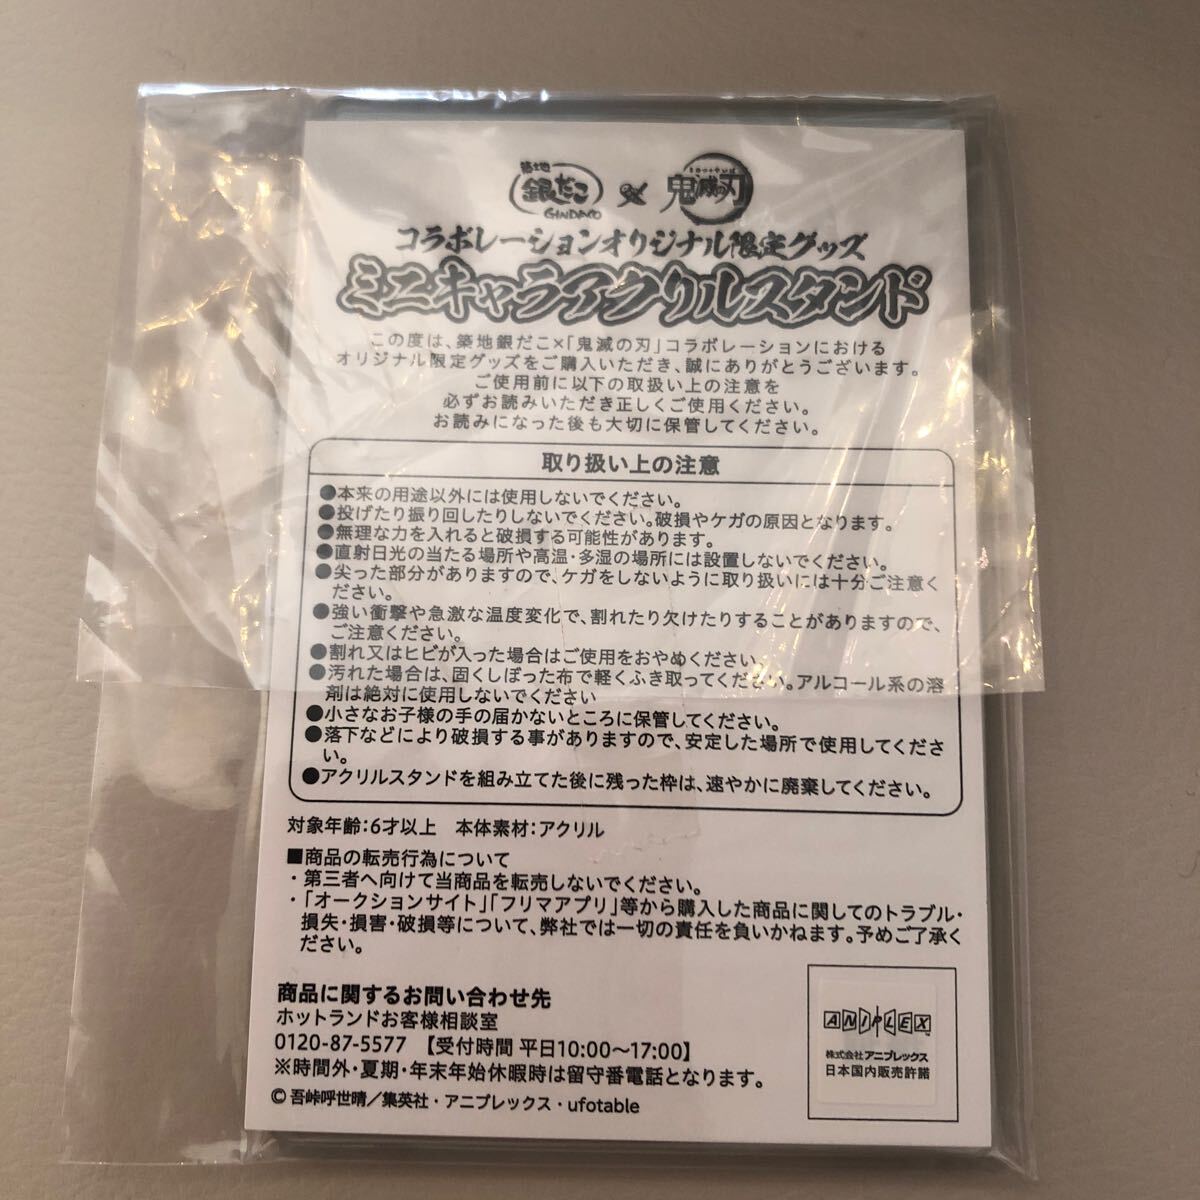 築地
銀だこ
GINDACO
×
きめつのやいば
鬼滅の刃
コラボレーションオリジナル限定グッズ
ミニキャラアクリルスタンド
この度は、築地銀だこ×「鬼滅の刃」コラボレーションにおける
オリジナル限定グッズをご購入いただき、誠にありがとうございます。
ご使用前に以下の取扱い上の注意を
必ずお読みいただき正しくご使用ください。
お読みになった後も大切に保管してください。
取り扱い上の注意
●本来の用途以外には使用しないでください。
●投げたり振り回したりしないでください。破損やケガの原因となります。
●無理な力を入れると破損する可能性があります。
●直射日光の当たる場所や高温・多湿の場所には設置しないでください。
●尖った部分がありますので、ケガをしないように取り扱いには十分ご注意く
ださい。
●強い衝撃や急激な温度変化で、割れたり欠けたりすることがありますので、
ご注意ください。
●割れ又はヒビが入った場合はご使用をおやめください。
●汚れた場合は、固くしぼった布で軽くふき取ってください。アルコール系の溶
剤は絶対に使用しないでください
●小さなお子様の手の届かないところに保管してください。
●落下などにより破損する事がありますので、安定した場所で使用してくださ
い。
●アクリルスタンドを組み立てた後に残った枠は、速やかに廃棄してください。
対象年齢:6才以上 本体素材:アクリル
■商品の転売行為について
・第三者へ向けて当商品を転売しないでください。
・「オークションサイト」「フリマアプリ」等から購入した商品に関してのトラブル・
損失・損害・破損等について、弊社では一切の責任を負いかねます。予めご了承く
ださい。
商品に関するお問い合わせ先
ホットランドお客様相談室
0120-87-5577 【受付時間 平日10:00～17:00】
※時間外・夏期・年末年始休暇時は留守番電話となります。
©吾峠呼世晴／集英社・アニプレックス・ufotable
ANIPLEX
株式会社アニプレックス
日本国内販売許諾